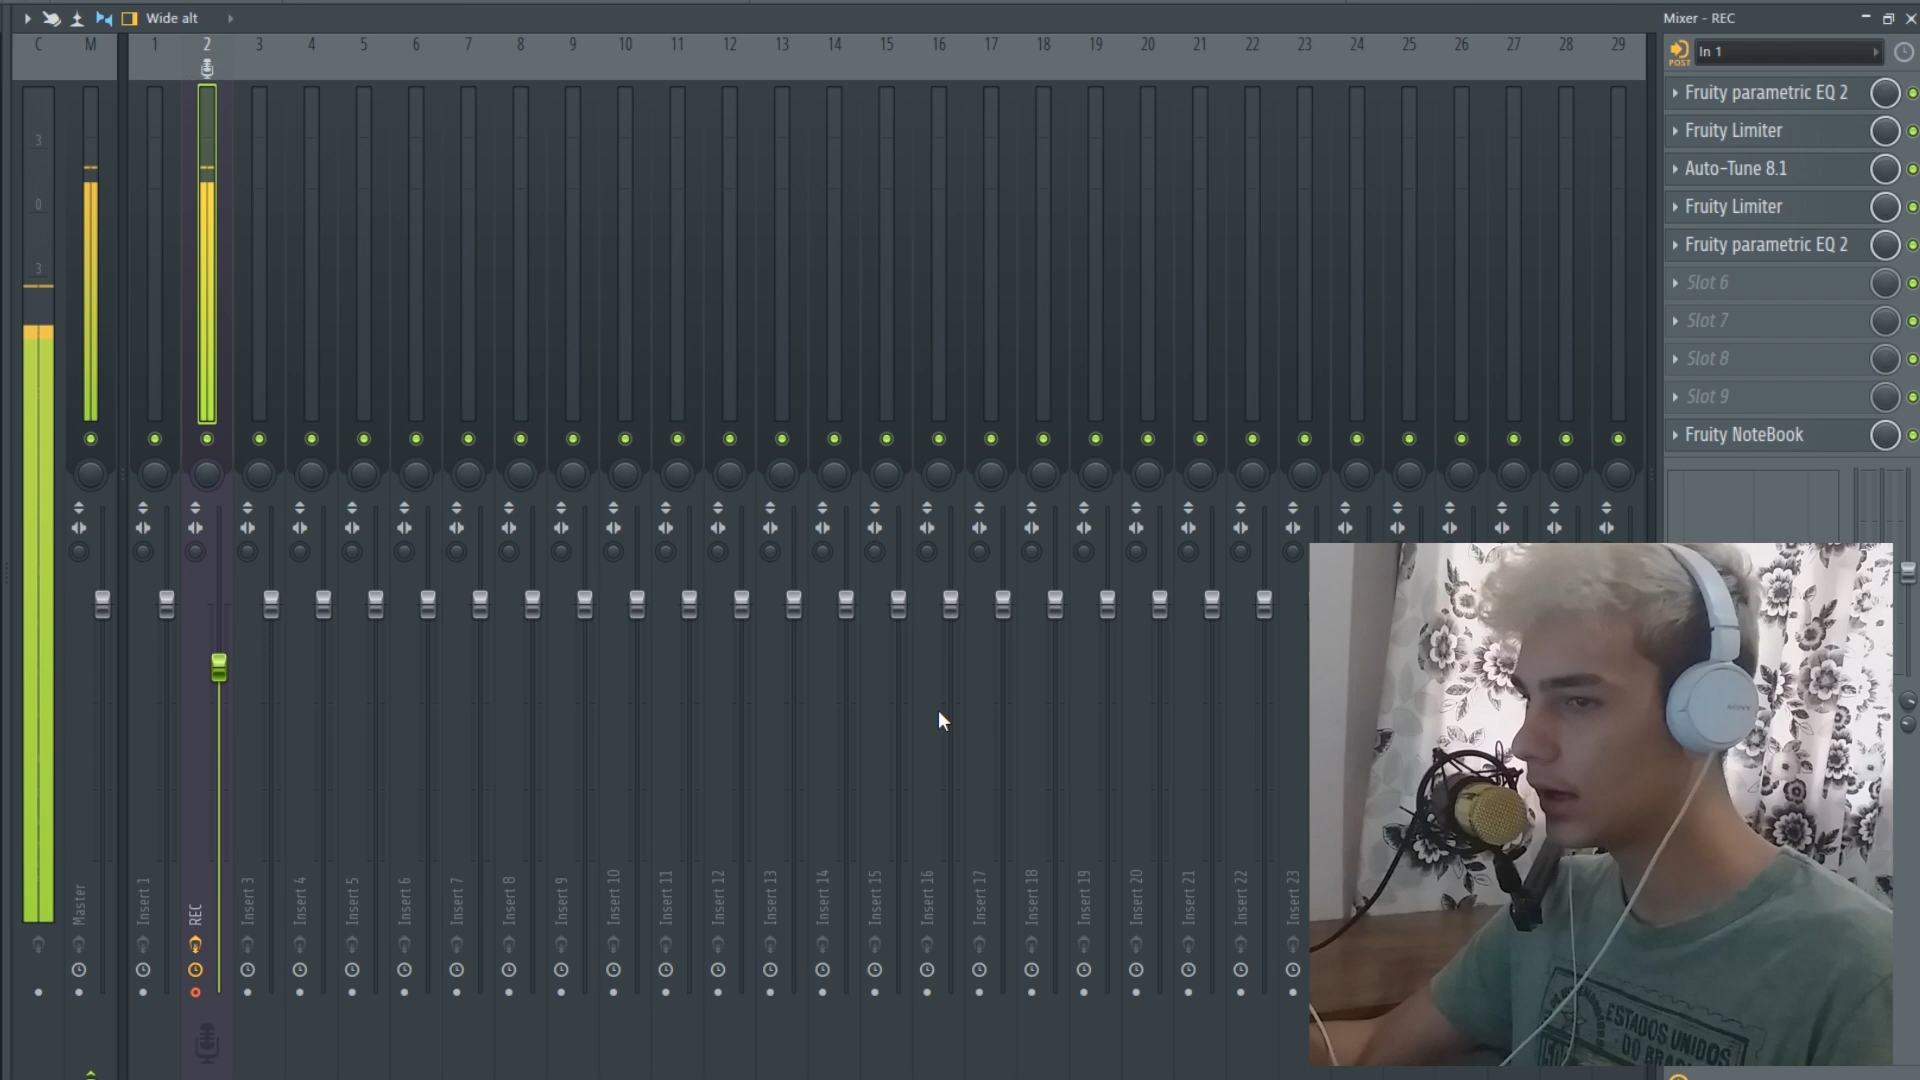 Wide alt
Mixer - REC
C M 1 2 3 4 5 6 7 8 9 10 11 12 13 14 15 16 17 18 19 20 21 22 23 24 25 26 27 28 29
POST
In 1
Fruity parametric EQ 2
Fruity Limiter
Auto-Tune 8.1
Fruity Limiter
Fruity parametric EQ 2
Slot 6
Slot 7
Slot 8
Slot 9
Fruity NoteBook
3
0
3
Master
Insert 1
REC
Insert 3
Insert 4
Insert 5
Insert 6
Insert 7
Insert 8
Insert 9
Insert 10
Insert 11
Insert 12
Insert 13
Insert 14
Insert 15
Insert 16
Insert 17
Insert 18
Insert 19
Insert 20
Insert 21
Insert 22
Insert 23
SONY
ESTADOS UNIDOS
DO BRASIL